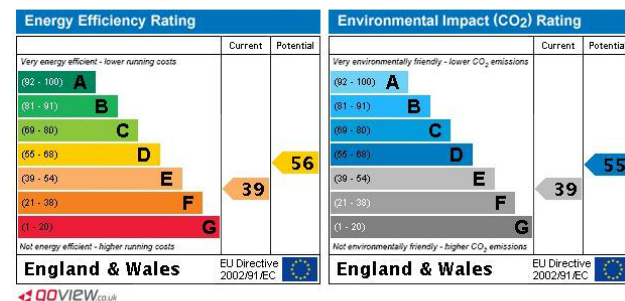 Energy Efficiency Rating
Current Potential
Very energy efficient - lower running costs
(92 - 100) A
(81 - 91) B
(69 - 80) C
(55 - 68) D
(39 - 54) E
(21 - 38) F
(1 - 20) G
39
56
Not energy efficient - higher running costs
England & Wales
EU Directive
2002/91/EC
Environmental Impact (CO2) Rating
Current Potential
Very environmentally friendly - lower CO2 emissions
(92 - 100) A
(81 - 91) B
(69 - 80) C
(55 - 68) D
(39 - 54) E
(21 - 38) F
(1 - 20) G
39
55
Not environmentally friendly - higher CO2 emissions
England & Wales
EU Directive
2002/91/EC